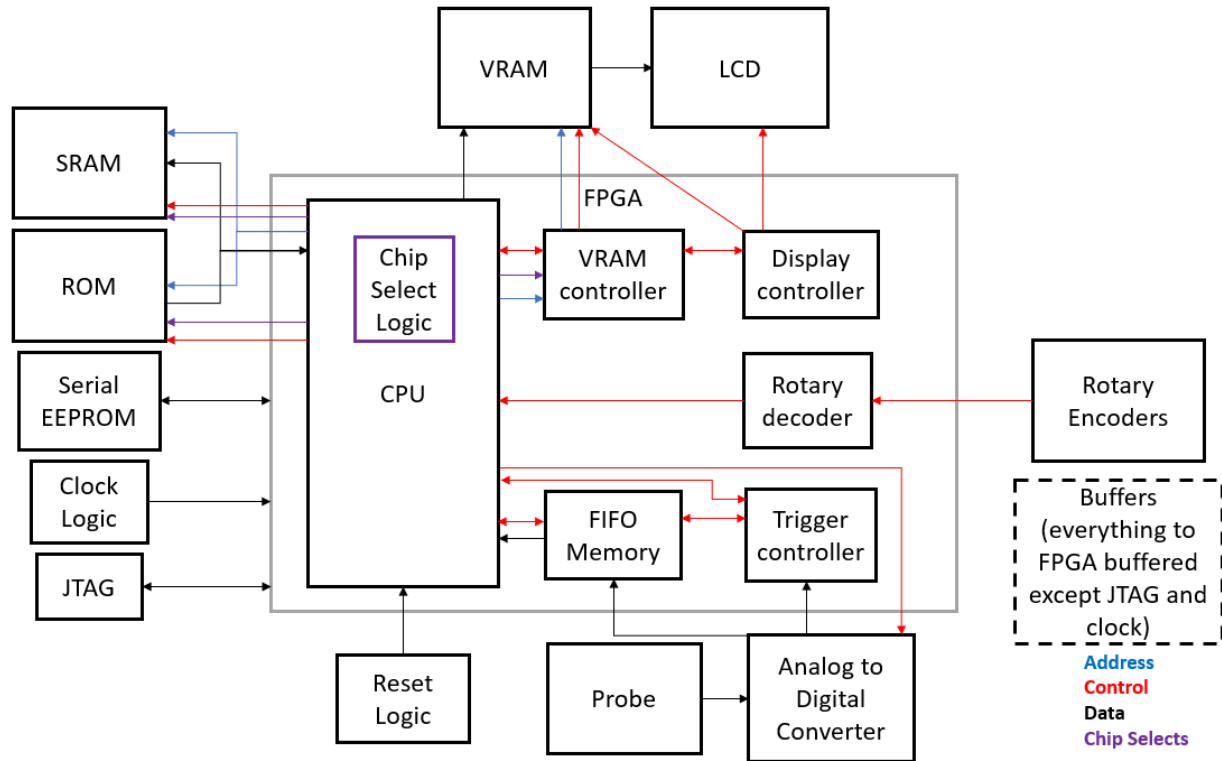 VRAM
LCD
SRAM
FPGA
ROM
Chip
Select
Logic
CPU
VRAM
controller
Display
controller
Serial
EEPROM
Rotary
decoder
Rotary
Encoders
Clock
Logic
JTAG
FIFO
Memory
Trigger
controller
Buffers
(everything to
FPGA buffered
except JTAG and
clock)
Reset
Logic
Probe
Analog to
Digital
Converter
Address
Control
Data
Chip Selects